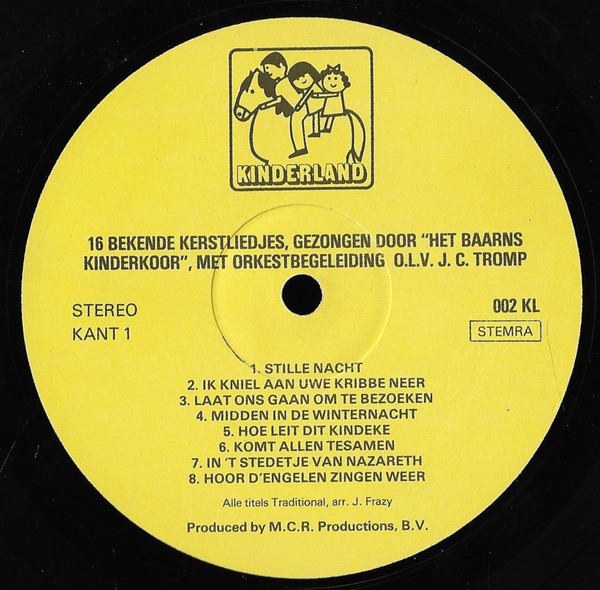 KINDERLAND
16 BEKENDE KERSTLIEDJES, GEZONGEN DOOR "HET BAARNS
KINDERKOOR", MET ORKESTBEGELEIDING O.L.V. J. C. TROMP
STEREO
KANT 1
002 KL
STEMRA
1. STILLE NACHT
2. IK KNIEL AAN UWE KRIBBE NEER
3. LAAT ONS GAAN OM TE BEZOEKEN
4. MIDDEN IN DE WINTERNACHT
5. HOE LEIT DIT KINDEKE
6. KOMT ALLEN TESAMEN
7. IN 'T STEDETJE VAN NAZARETH
8. HOOR D'ENGELEN ZINGEN WEER
Alle titels Traditional, arr. J. Frazy
Produced by M.C.R. Productions, B.V.